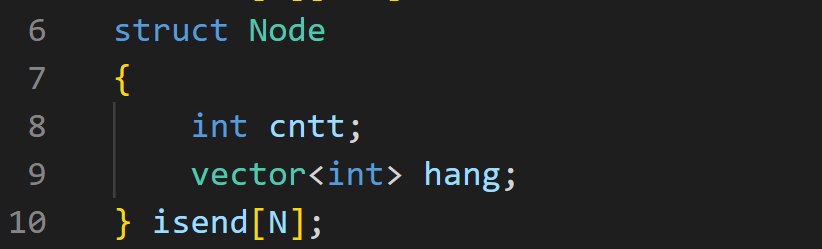 6 struct Node
7 {
8 int cntt;
9 vector<int> hang;
10 } isend[N];